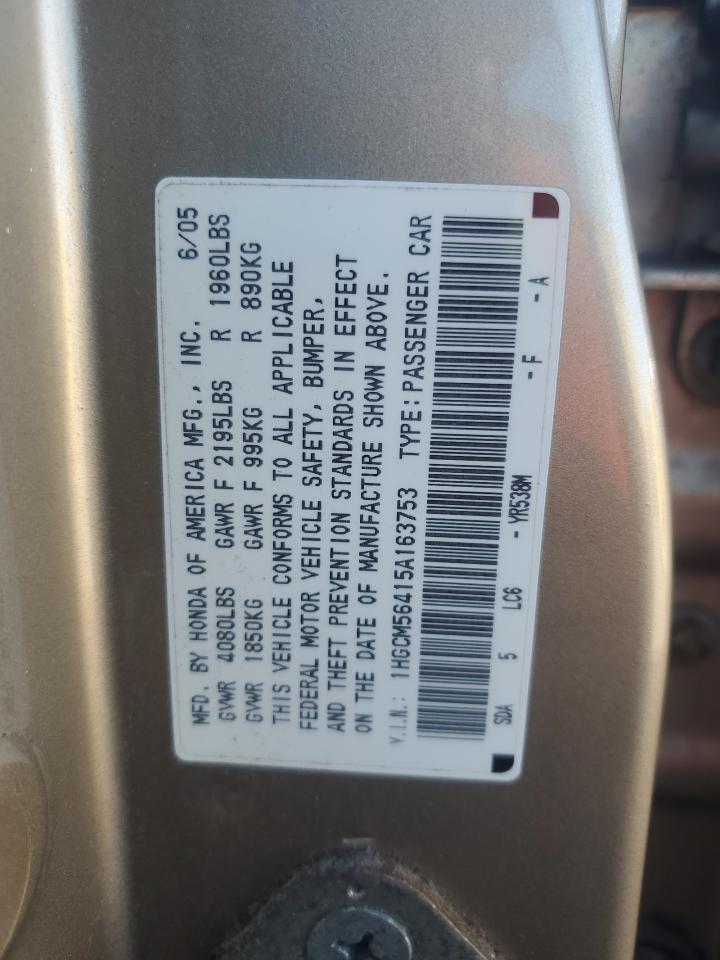 MFD. BY HONDA OF AMERICA MFG., INC. 6/05
GVWR 4080LBS GAWR F 2195LBS R 1960LBS
GVWR 1850KG GAWR F 995KG R 890KG
THIS VEHICLE CONFORMS TO ALL APPLICABLE
FEDERAL MOTOR VEHICLE SAFETY, BUMPER,
AND THEFT PREVENTION STANDARDS IN EFFECT
ON THE DATE OF MANUFACTURE SHOWN ABOVE.
V.I.N.: 1HGCM56415A163753 TYPE: PASSENGER CAR
SDA 5 LC6 - YR538M - F - A